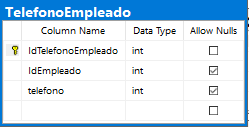 TelefonoEmpleado
Column Name Data Type Allow Nulls
IdTelefonoEmpleado int
IdEmpleado int
telefono int